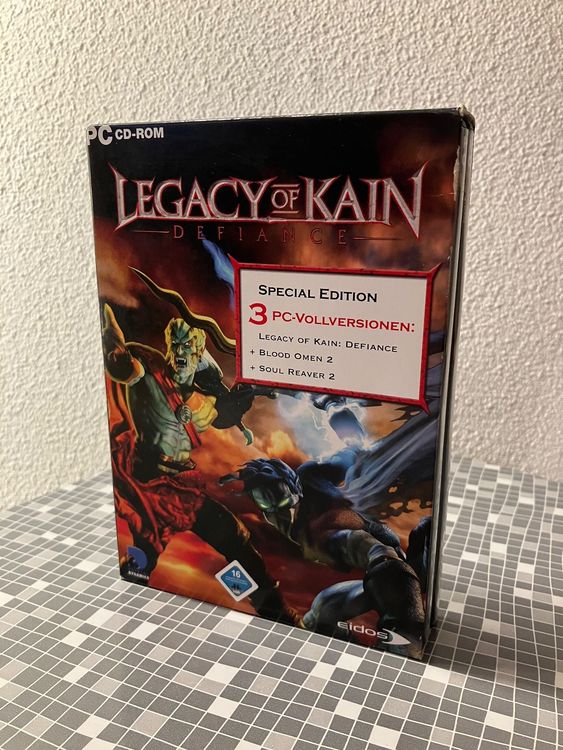 PC CD-ROM
LEGACY OF KAIN
DEFIANCE
SPECIAL EDITION
3 PC-VOLLVERSIONEN:
LEGACY OF KAIN: DEFIANCE
+ BLOOD OMEN 2
+ SOUL REAVER 2
16
eidos